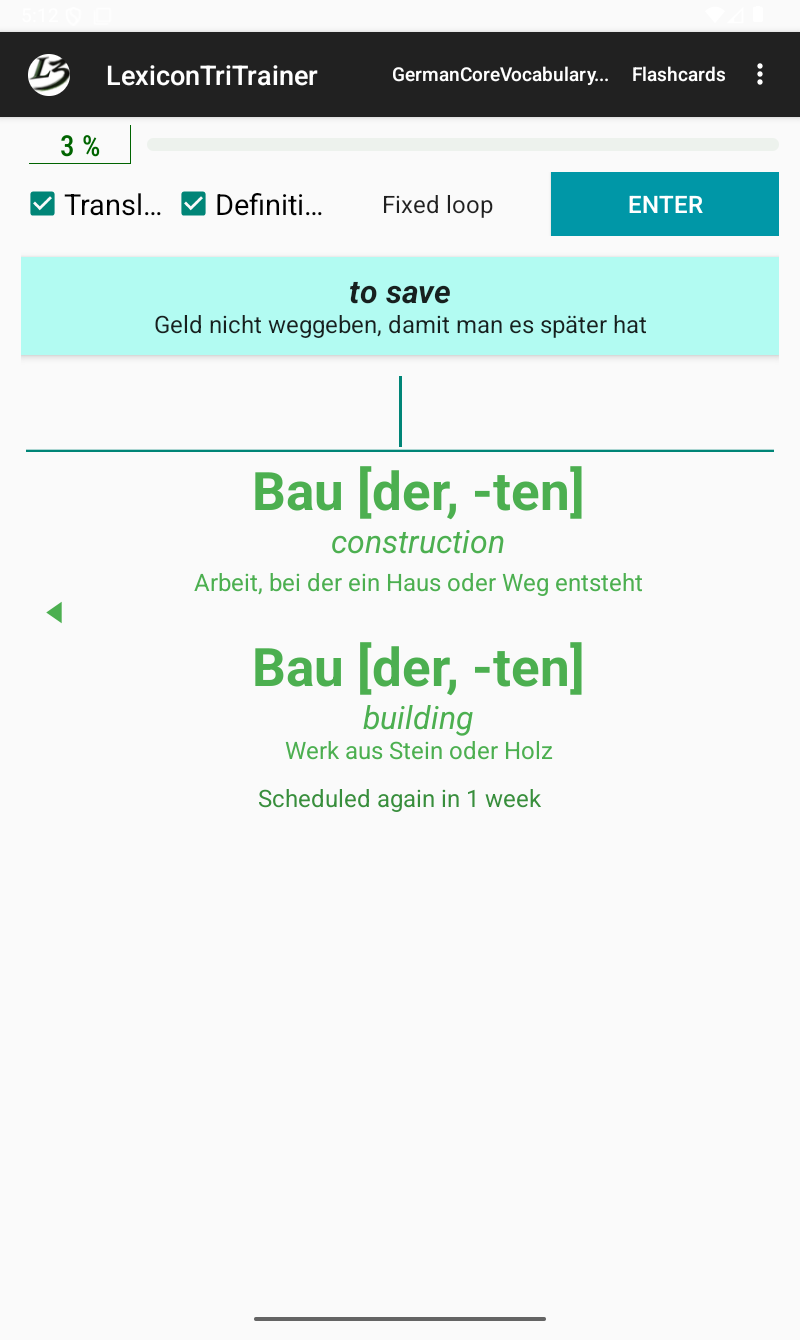 5:12
LexiconTriTrainer
GermanCoreVocabulary...
Flashcards
3 %
Transl...
Definiti...
Fixed loop
ENTER
to save
Geld nicht weggeben, damit man es später hat
Bau [der, -ten]
construction
Arbeit, bei der ein Haus oder Weg entsteht
Bau [der, -ten]
building
Werk aus Stein oder Holz
Scheduled again in 1 week